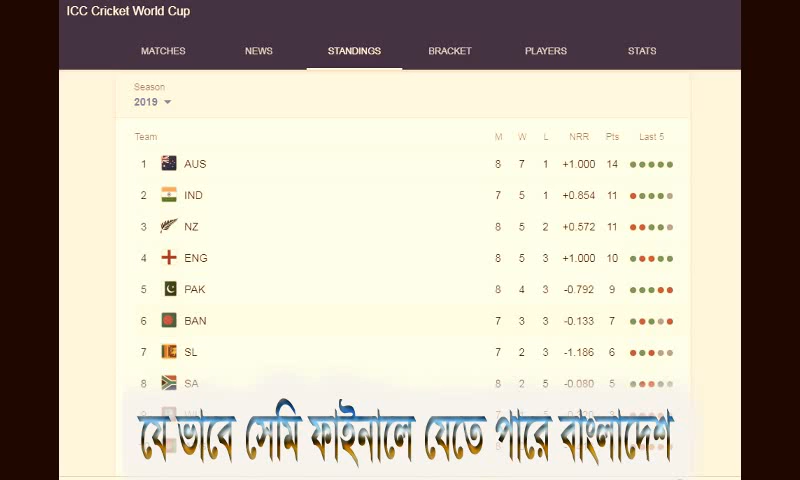 ICC Cricket World Cup
MATCHES NEWS STANDINGS BRACKET PLAYERS STATS
Season
2019
Team M W L NRR Pts Last 5
1 AUS 8 7 1 +1.000 14
2 IND 7 5 1 +0.854 11
3 NZ 8 5 2 +0.572 11
4 ENG 8 5 3 +1.000 10
5 PAK 8 4 3 -0.792 9
6 BAN 7 3 3 -0.133 7
7 SL 7 2 3 -1.186 6
8 SA 8 2 5 -0.080 5
যে ভাবে সেমি ফাইনালে যেতে পারে বাংলাদেশ